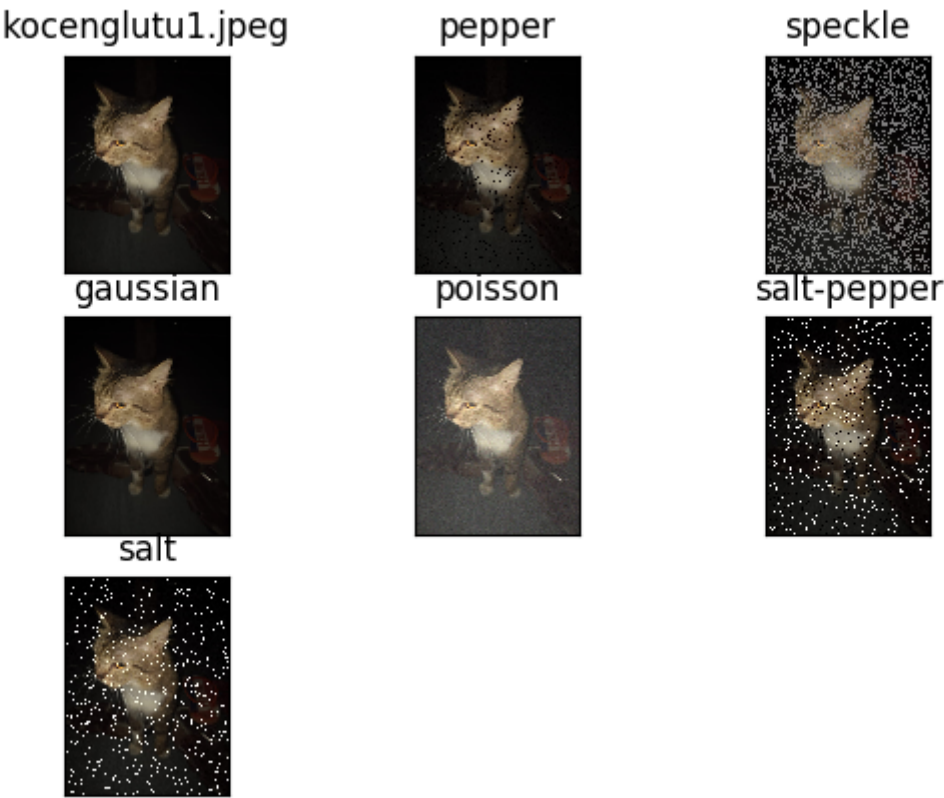 kocenglutu1.jpeg
pepper
speckle
gaussian
poisson
salt-pepper
salt